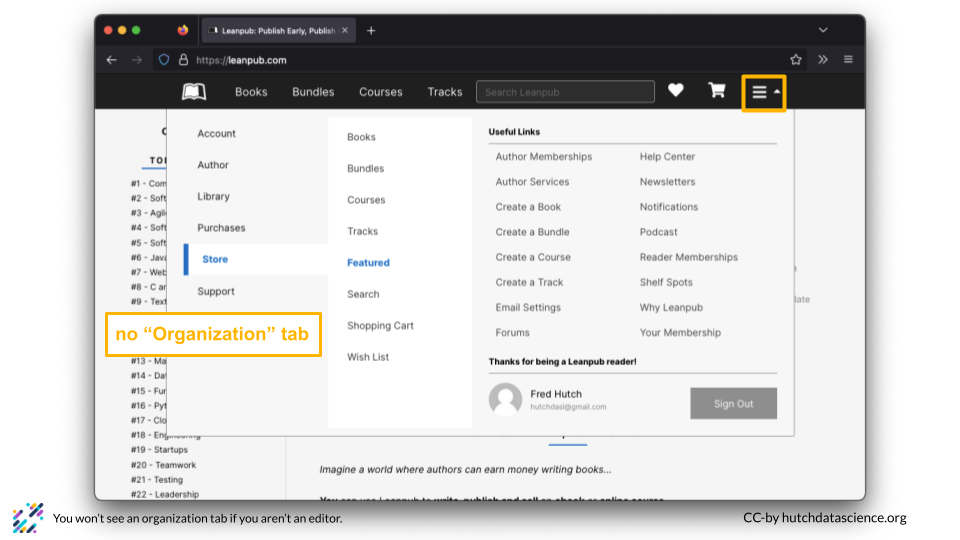 Leanpub: Publish Early, Publish
https://leanpub.com
Books Bundles Courses Tracks Search Leanpub
Account
Author
Library
Purchases
Store
Support
Books
Bundles
Courses
Tracks
Featured
Search
Shopping Cart
Wish List
Useful Links
Author Memberships Help Center
Author Services Newsletters
Create a Book Notifications
Create a Bundle Podcast
Create a Course Reader Memberships
Create a Track Shelf Spots
Email Settings Why Leanpub
Forums Your Membership
Thanks for being a Leanpub reader!
Fred Hutch
hutchdasl@gmail.com
Sign Out
#1 - Com
#2 - Soft
#3 - Agil
#4 - Soft
#5 - Soft
#6 - Java
#7 - Web
#8 - C an
#9 - Text
no “Organization” tab
#13 - Ma
#14 - Dat
#15 - Fun
#16 - Pyt
#17 - Clo
#18 - Engineering
#19 - Startups
#20 - Teamwork
#21 - Testing
#22 - Leadership
Imagine a world where authors can earn money writing books...
You can use Leanpub to write, publish and sell an ebook or online course
You won’t see an organization tab if you aren’t an editor.
CC-by hutchdatascience.org